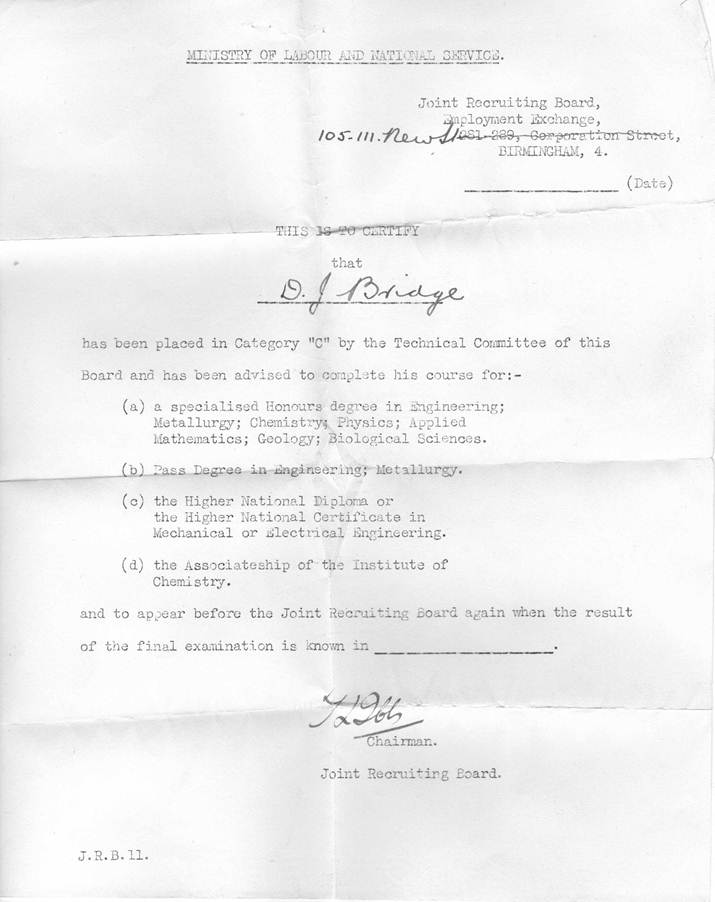 MINISTRY OF LABOUR AND NATIONAL SERVICE.
Joint Recruiting Board,
Employment Exchange,
105-111. New St. 281-289, Corporation Street,
BIRMINGHAM, 4.
(Date)
THIS IS TO CERTIFY
that
D. J Bridge
has been placed in Category "C" by the Technical Committee of this
Board and has been advised to complete his course for:-
(a) a specialised Honours degree in Engineering;
Metallurgy; Chemistry; Physics; Applied
Mathematics; Geology; Biological Sciences.
(b) Pass Degree in Engineering; Metallurgy.
(c) the Higher National Diploma or
the Higher National Certificate in
Mechanical or Electrical Engineering.
(d) the Associateship of the Institute of
Chemistry.
and to appear before the Joint Recruiting Board again when the result
of the final examination is known in
Chairman.
Joint Recruiting Board.
J.R.B.11.